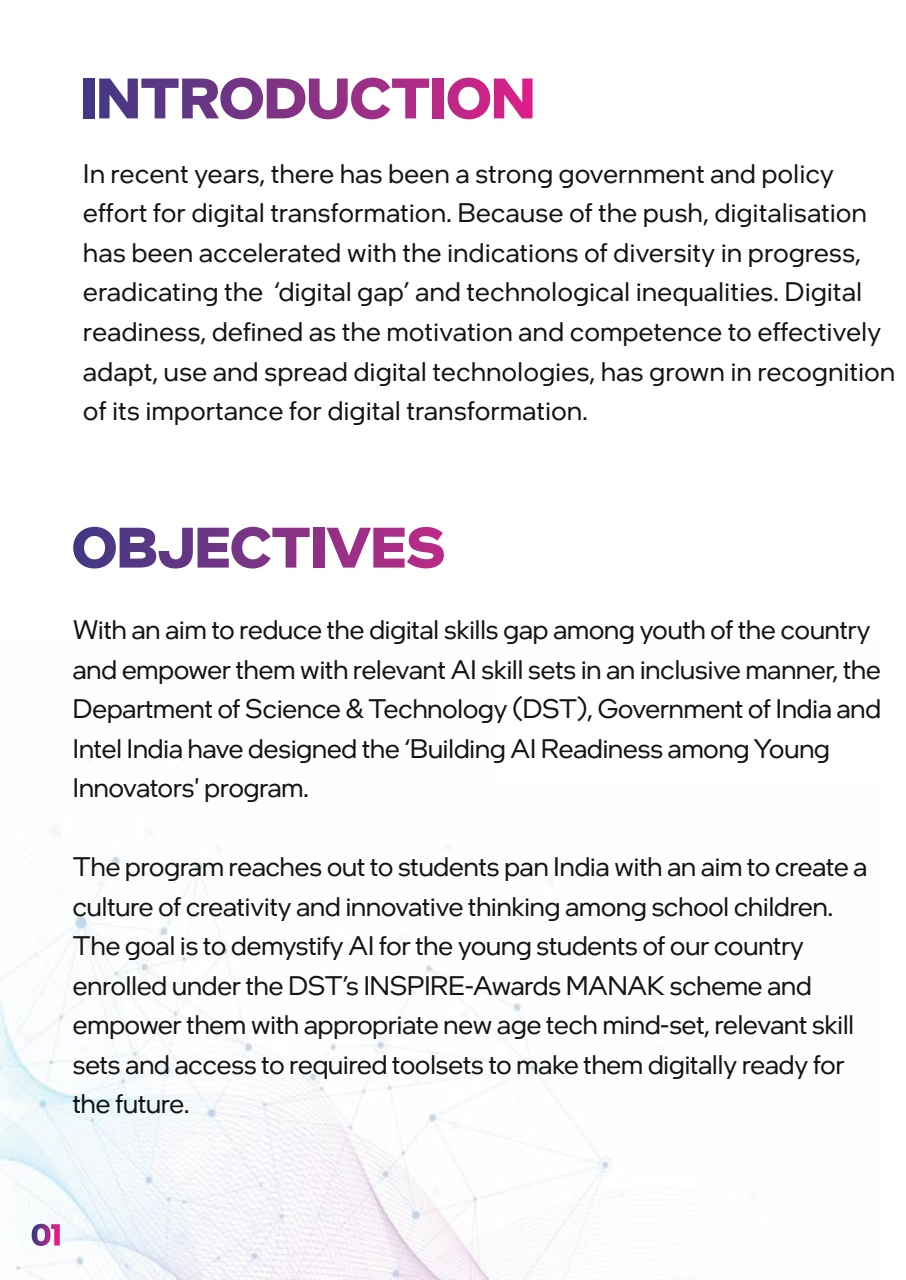 INTRODUCTION
In recent years, there has been a strong government and policy
effort for digital transformation. Because of the push, digitalisation
has been accelerated with the indications of diversity in progress,
eradicating the  ‘digital gap’ and technological inequalities. Digital
readiness, defined as the motivation and competence to effectively
adapt, use and spread digital technologies, has grown in recognition
of its importance for digital transformation.
OBJECTIVES
With an aim to reduce the digital skills gap among youth of the country
and empower them with relevant AI skill sets in an inclusive manner, the
Department of Science & Technology (DST), Government of India and
Intel India have designed the ‘Building AI Readiness among Young
Innovators' program.
The program reaches out to students pan India with an aim to create a
culture of creativity and innovative thinking among school children.
The goal is to demystify AI for the young students of our country
enrolled under the DST’s INSPIRE-Awards MANAK scheme and
empower them with appropriate new age tech mind-set, relevant skill
sets and access to required toolsets to make them digitally ready for
the future.
01